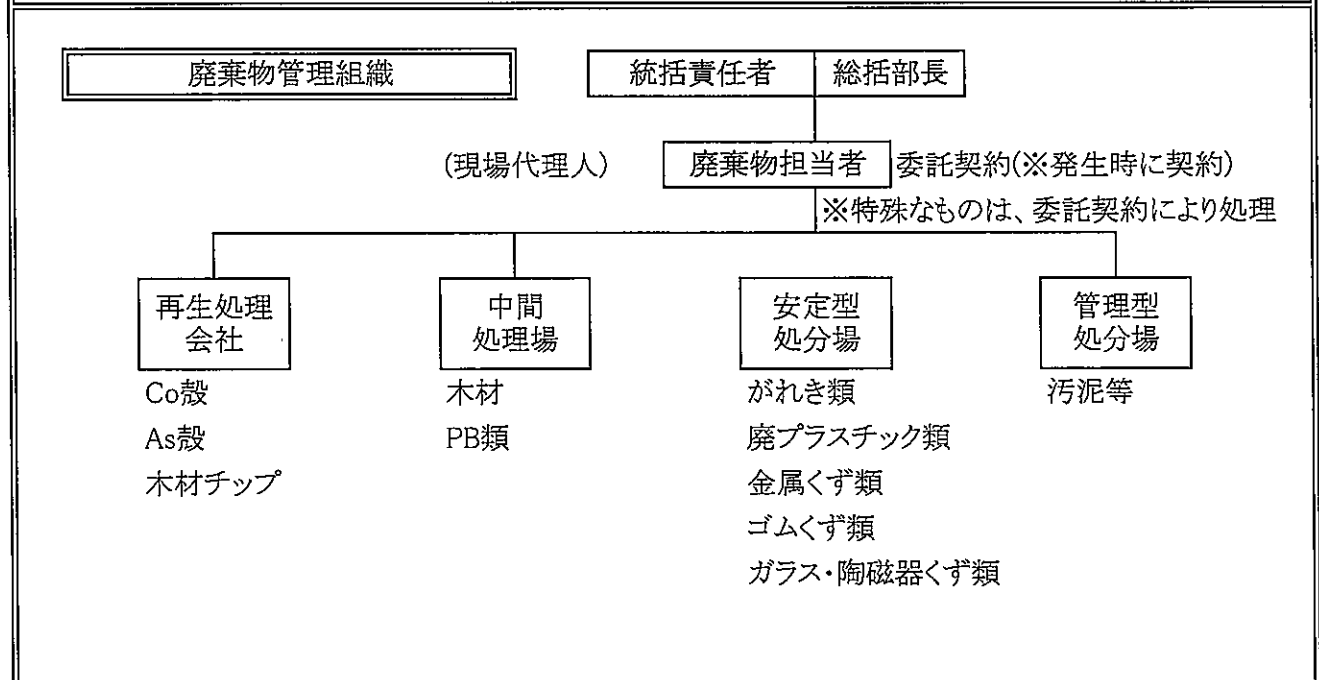 廃棄物管理組織
統括責任者 総括部長
(現場代理人) 廃棄物担当者 委託契約(※発生時に契約)
※特殊なものは、委託契約により処理
再生処理
会社
Co殻
As殻
木材チップ
中間
処理場
木材
PB類
安定型
処分場
がれき類
廃プラスチック類
金属くず類
ゴムくず類
ガラス・陶磁器くず類
管理型
処分場
汚泥等